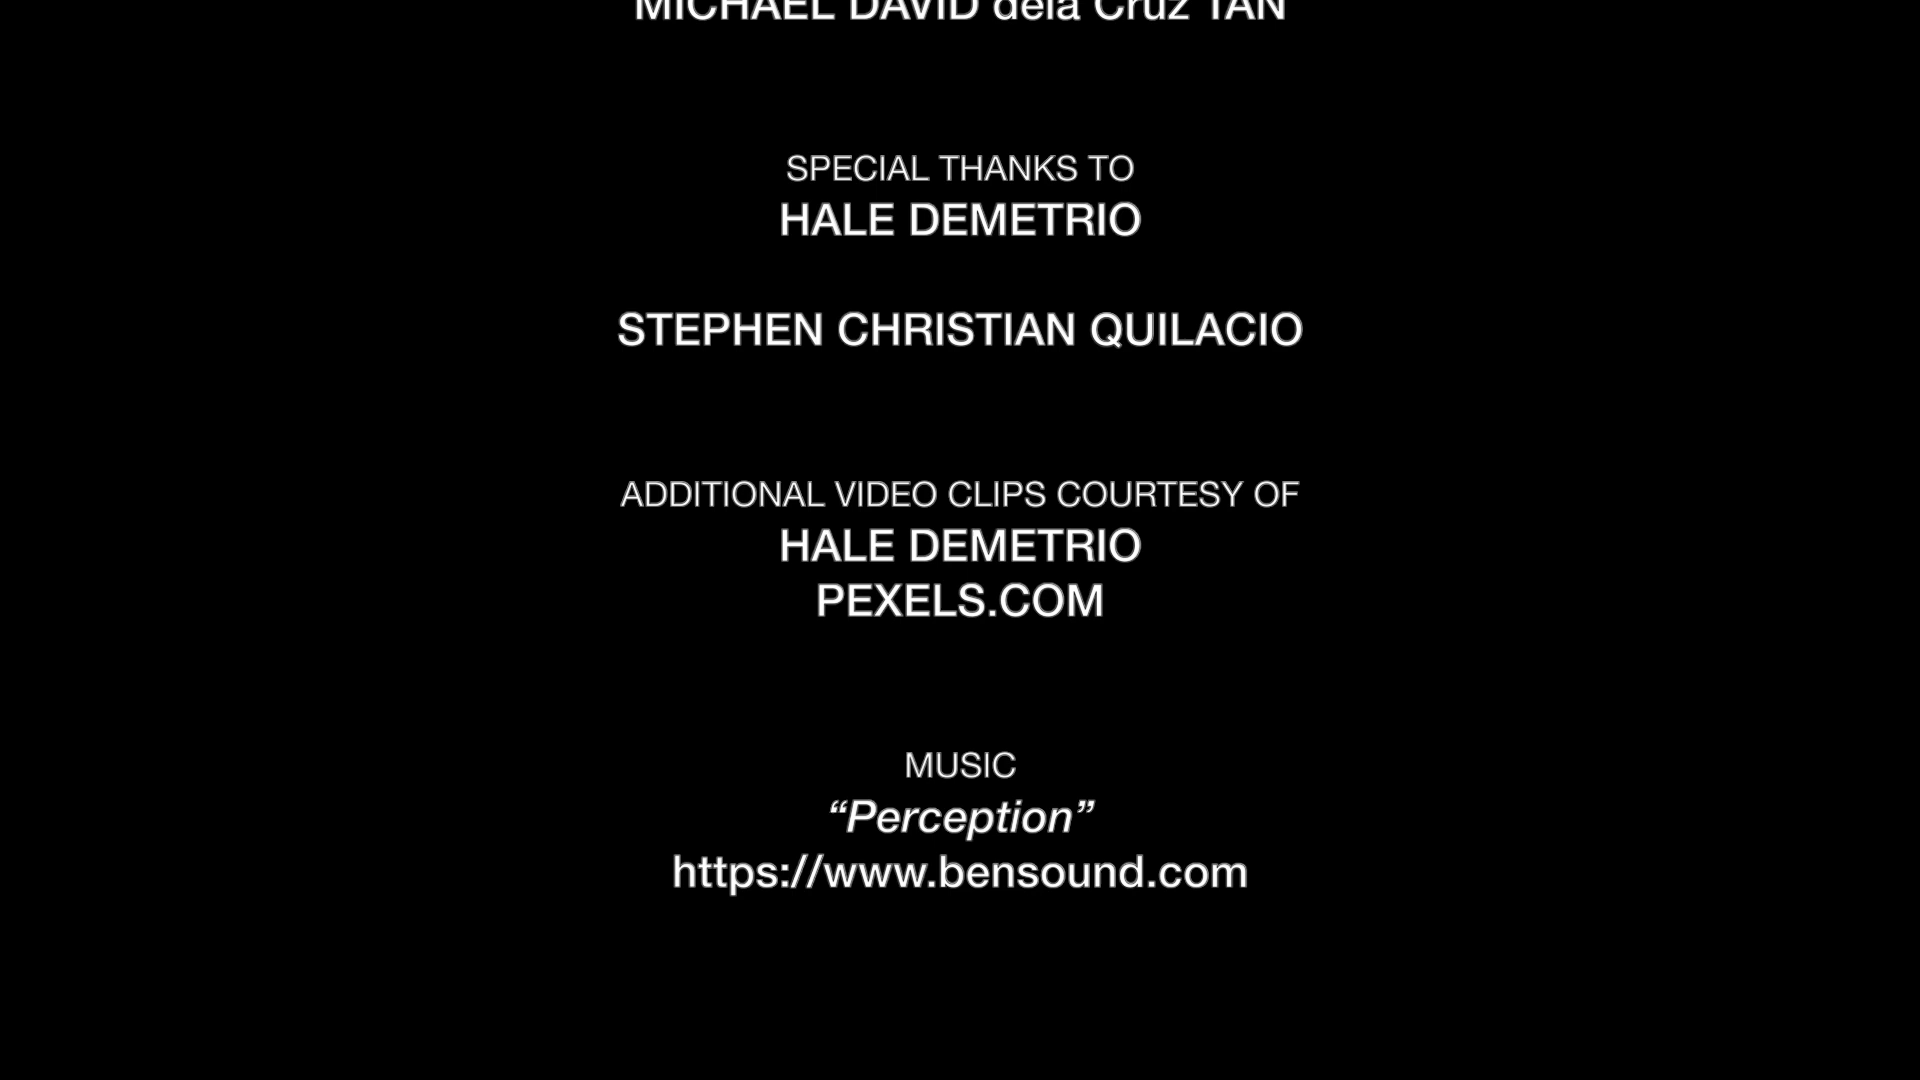 MICHAEL DAVID dela Cruz TAN
SPECIAL THANKS TO
HALE DEMETRIO
STEPHEN CHRISTIAN QUILACIO
ADDITIONAL VIDEO CLIPS COURTESY OF
HALE DEMETRIO
PEXELS.COM
MUSIC
“Perception”
https://www.bensound.com